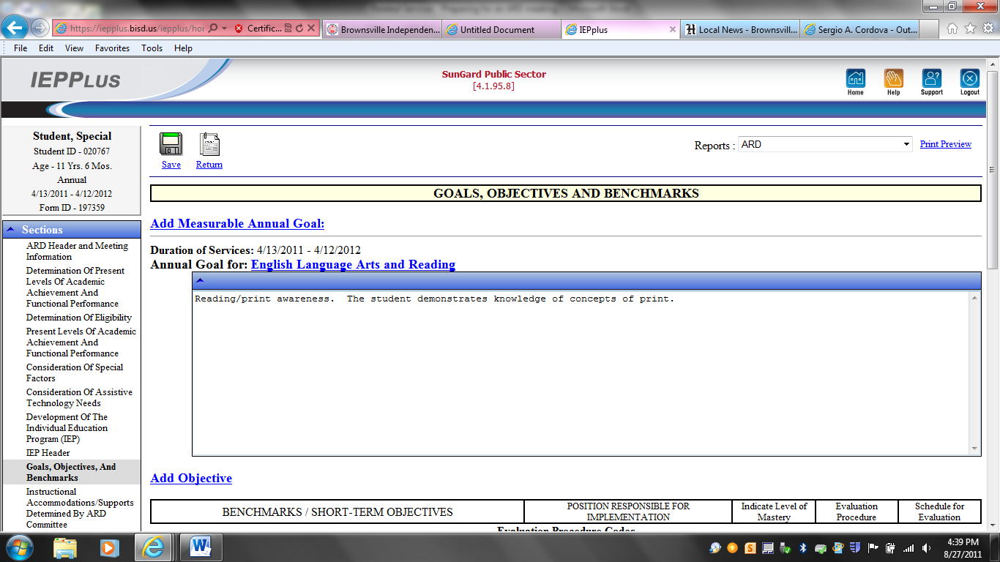 https://iepplus.bisd.us/iepplus/hor
Certific...
Brownsville Independen...
Untitled Document
IEPplus
Local News - Brownsvill...
Sergio A. Cordova - Out...
File Edit View Favorites Tools Help
IEPPLUS
SunGard Public Sector
[4.1.95.8]
Home Help Support Logout
Student, Special
Student ID - 020767
Age - 11 Yrs. 6 Mos.
Annual
4/13/2011 - 4/12/2012
Form ID - 197359
Sections
ARD Header and Meeting
Information
Determination Of Present
Levels Of Academic
Achievement And
Functional Performance
Determination Of Eligibility
Present Levels Of Academic
Achievement And
Functional Performance
Consideration Of Special
Factors
Consideration Of Assistive
Technology Needs
Development Of The
Individual Education
Program (IEP)
IEP Header
Goals, Objectives, And
Benchmarks
Instructional
Accommodations/Supports
Determined By ARD
Committee
Save Return
Reports : ARD Print Preview
GOALS, OBJECTIVES AND BENCHMARKS
Add Measurable Annual Goal:
Duration of Services: 4/13/2011 - 4/12/2012
Annual Goal for: English Language Arts and Reading
Reading/print awareness. The student demonstrates knowledge of concepts of print.
Add Objective
BENCHMARKS / SHORT-TERM OBJECTIVES
POSITION RESPONSIBLE FOR
IMPLEMENTATION
Indicate Level of
Mastery
Evaluation
Procedure
Schedule for
Evaluation
Evaluation Procedure Codes
4:39 PM
8/27/2011